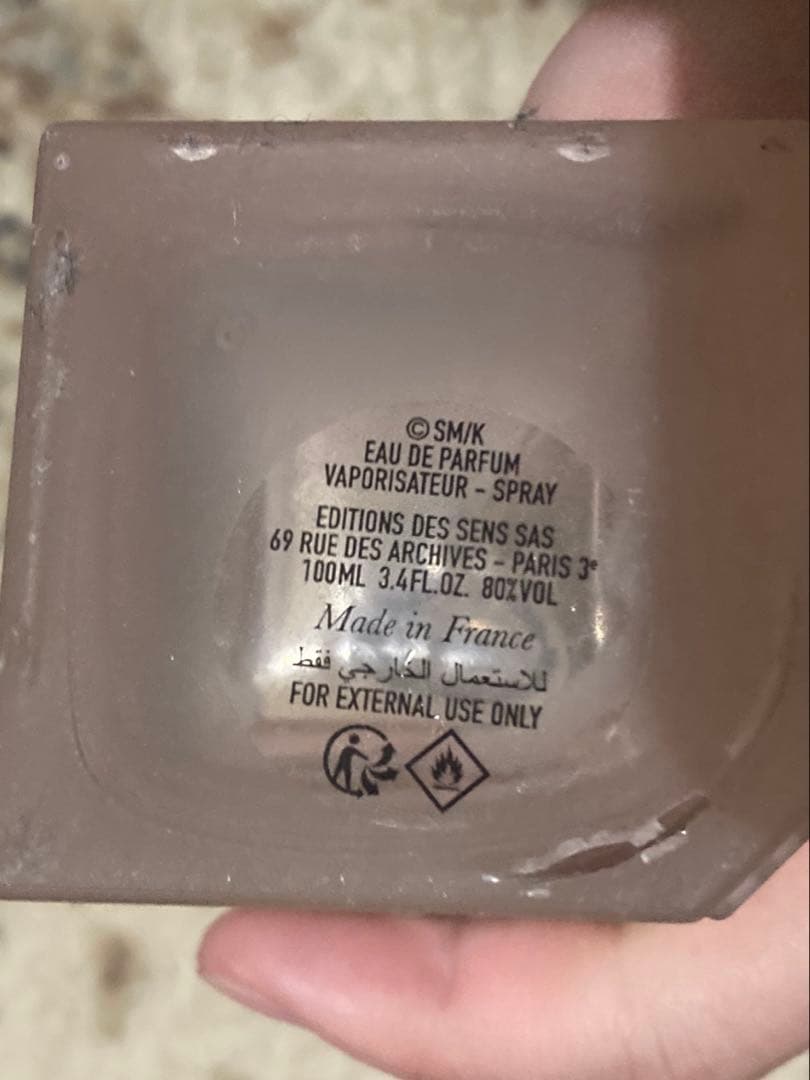 © SM/K
EAU DE PARFUM
VAPORISATEUR – SPRAY
EDITIONS DES SENS SAS
69 RUE DES ARCHIVES – PARIS 3e
100ML 3.4FL.OZ. 80%VOL
Made in France
للاستعمال الخارجي فقط
FOR EXTERNAL USE ONLY